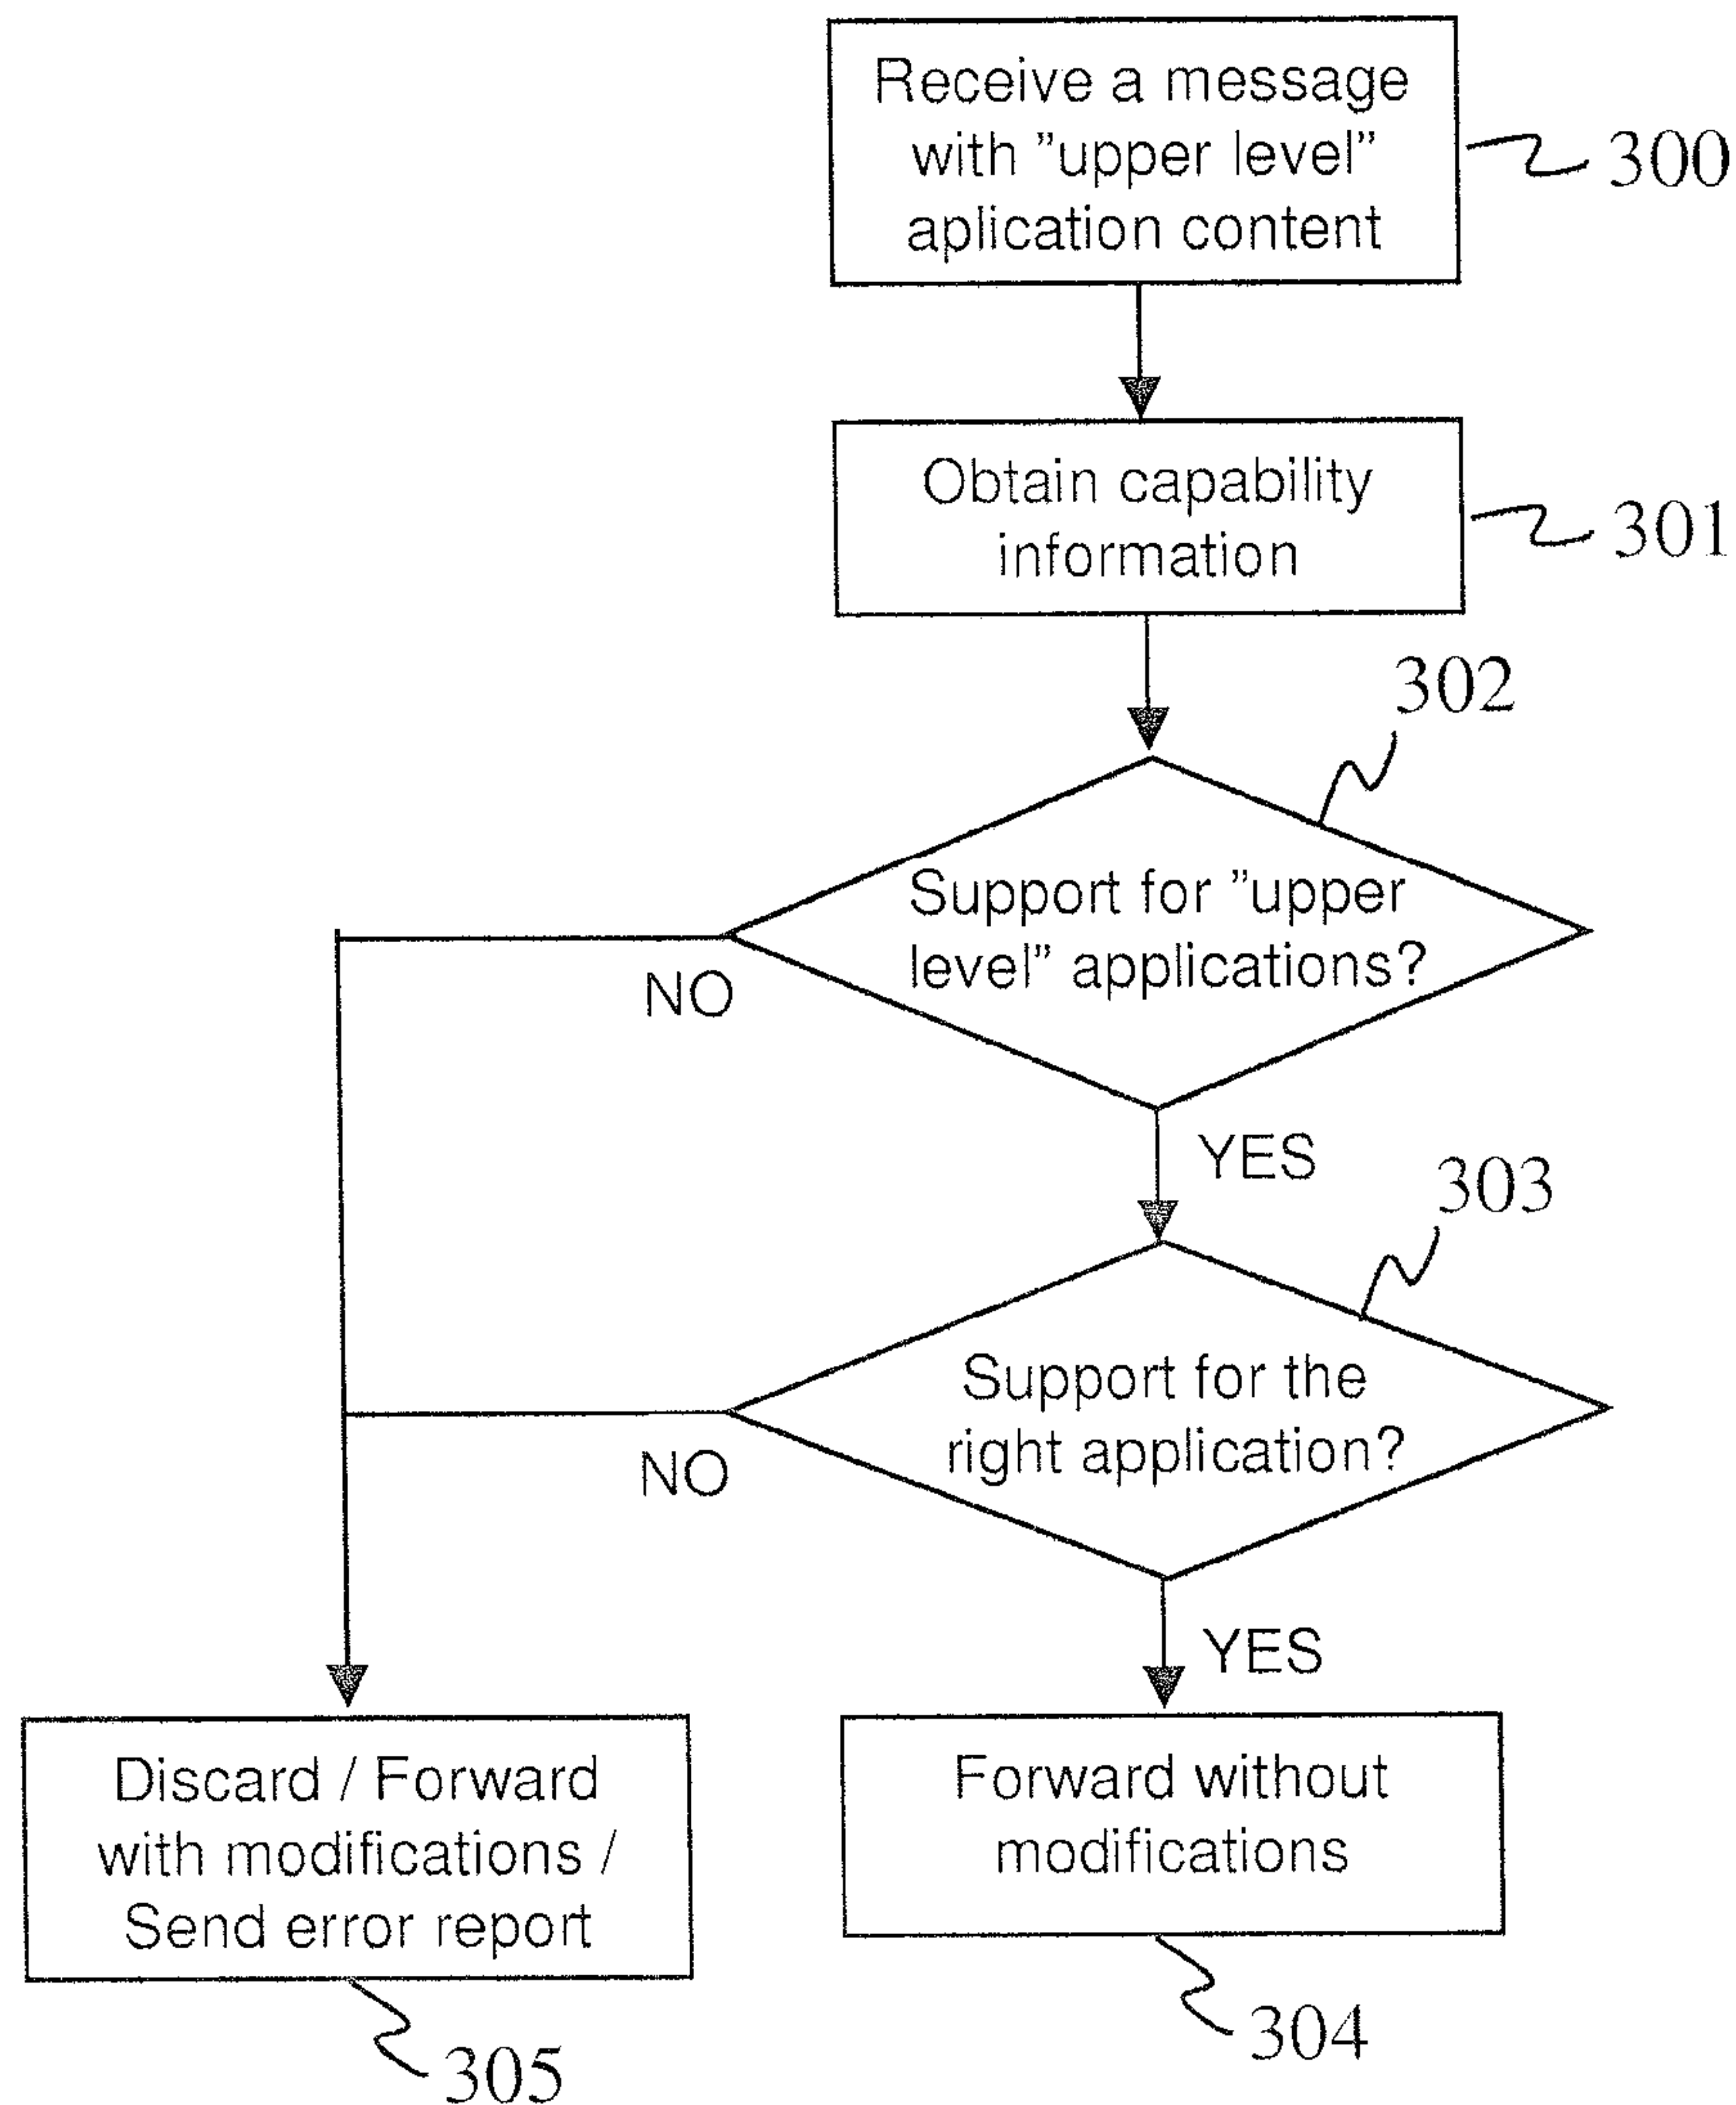 Receive a message
with ”upper level”
aplication content
300
Obtain capability
information
301
302
Support for ”upper
level” applications?
NO
YES
303
Support for the
right application?
NO
YES
Discard / Forward
with modifications /
Send error report
Forward without
modifications
304
305